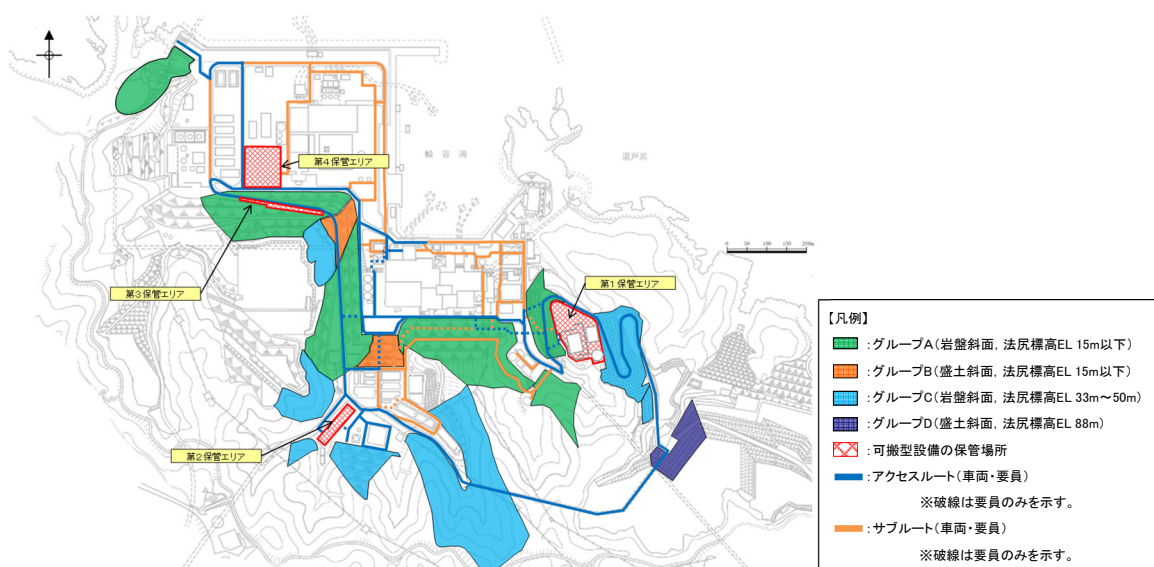 第4保管エリア
輪谷湾
瀬戸浜
0 50 100 150 200m
第1保管エリア
第3保管エリア
第2保管エリア
【凡例】
:グループA(岩盤斜面, 法尻標高EL 15m以下)
:グループB(盛土斜面, 法尻標高EL 15m以下)
:グループC(岩盤斜面, 法尻標高EL 33m～50m)
:グループD(盛土斜面, 法尻標高EL 88m)
:可搬型設備の保管場所
:アクセスルート(車両・要員)
※破線は要員のみを示す。
:サブルート(車両・要員)
※破線は要員のみを示す。